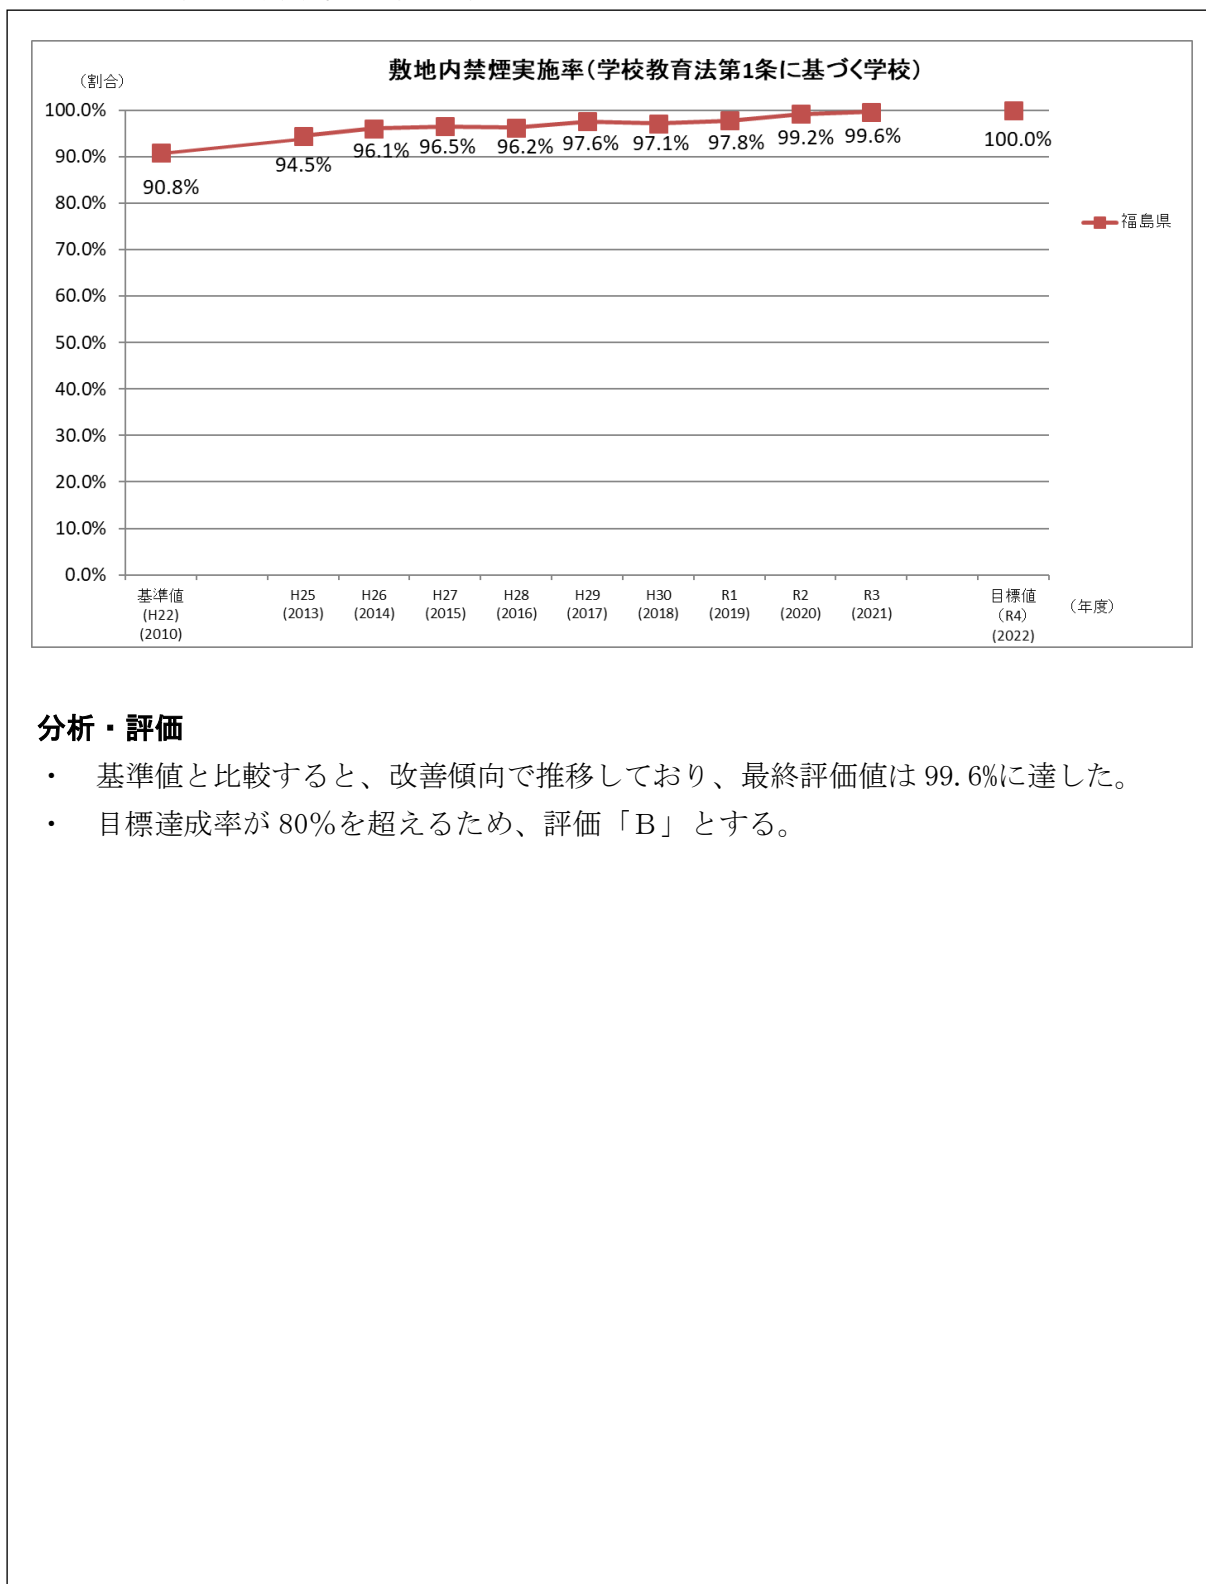 敷地内禁煙実施率(学校教育法第1条に基づく学校)
（割合）
100.0%
90.0%
80.0%
70.0%
60.0%
50.0%
40.0%
30.0%
20.0%
10.0%
0.0%
90.8%
94.5%
96.1%
96.5%
96.2%
97.6%
97.1%
97.8%
99.2%
99.6%
100.0%
福島県
基準値
(H22)
(2010)
H25
(2013)
H26
(2014)
H27
(2015)
H28
(2016)
H29
(2017)
H30
(2018)
R1
(2019)
R2
(2020)
R3
(2021)
目標値
（R4）
(2022)
（年度）
分析・評価
・ 基準値と比較すると、改善傾向で推移しており、最終評価値は 99.6%に達した。
・ 目標達成率が 80％を超えるため、評価「Ｂ」とする。